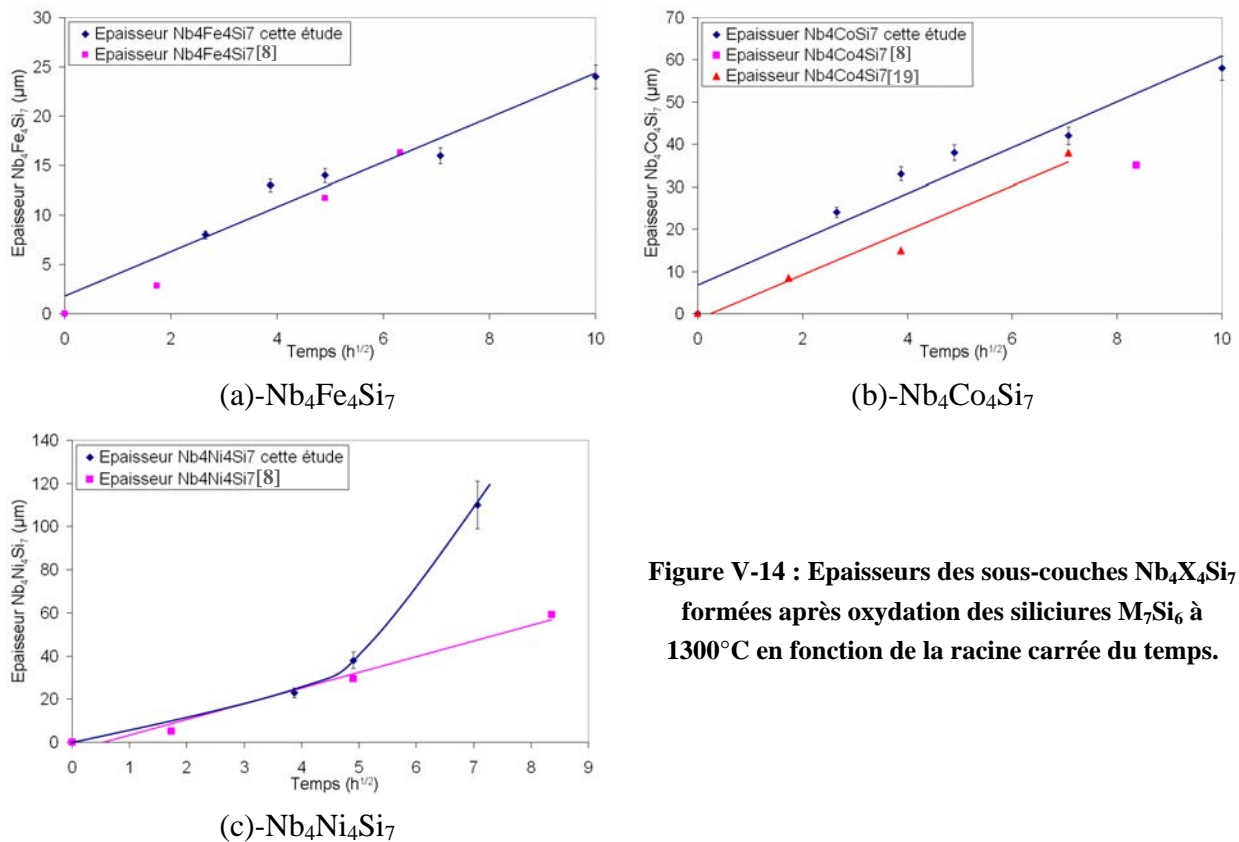 30
25
20
15
10
5
0
Epaisseur Nb₄Fe₄Si₇ (µm)
Epaisseur Nb4Fe4Si7 cette étude
Epaisseur Nb4Fe4Si7[8]
0 2 4 6 8 10
Temps (h^1/2)
(a)-Nb₄Fe₄Si₇
70
60
50
40
30
20
10
0
Epaisseur Nb₄Co₄Si₇ (µm)
Epaissuer Nb4CoSi7 cette étude
Epaisseur Nb4Co4Si7[8]
Epaisseur Nb4Co4Si7[19]
0 2 4 6 8 10
Temps (h^1/2)
(b)-Nb₄Co₄Si₇
140
120
100
80
60
40
20
0
Epaisseur Nb₄Ni₄Si₇ (µm)
Epaisseur Nb4Ni4Si7 cette étude
Epaisseur Nb4Ni4Si7[8]
0 1 2 3 4 5 6 7 8 9
Temps (h^1/2)
(c)-Nb₄Ni₄Si₇
Figure V-14 : Epaisseurs des sous-couches Nb₄X₄Si₇
formées après oxydation des siliciures M₇Si₆ à
1300°C en fonction de la racine carrée du temps.